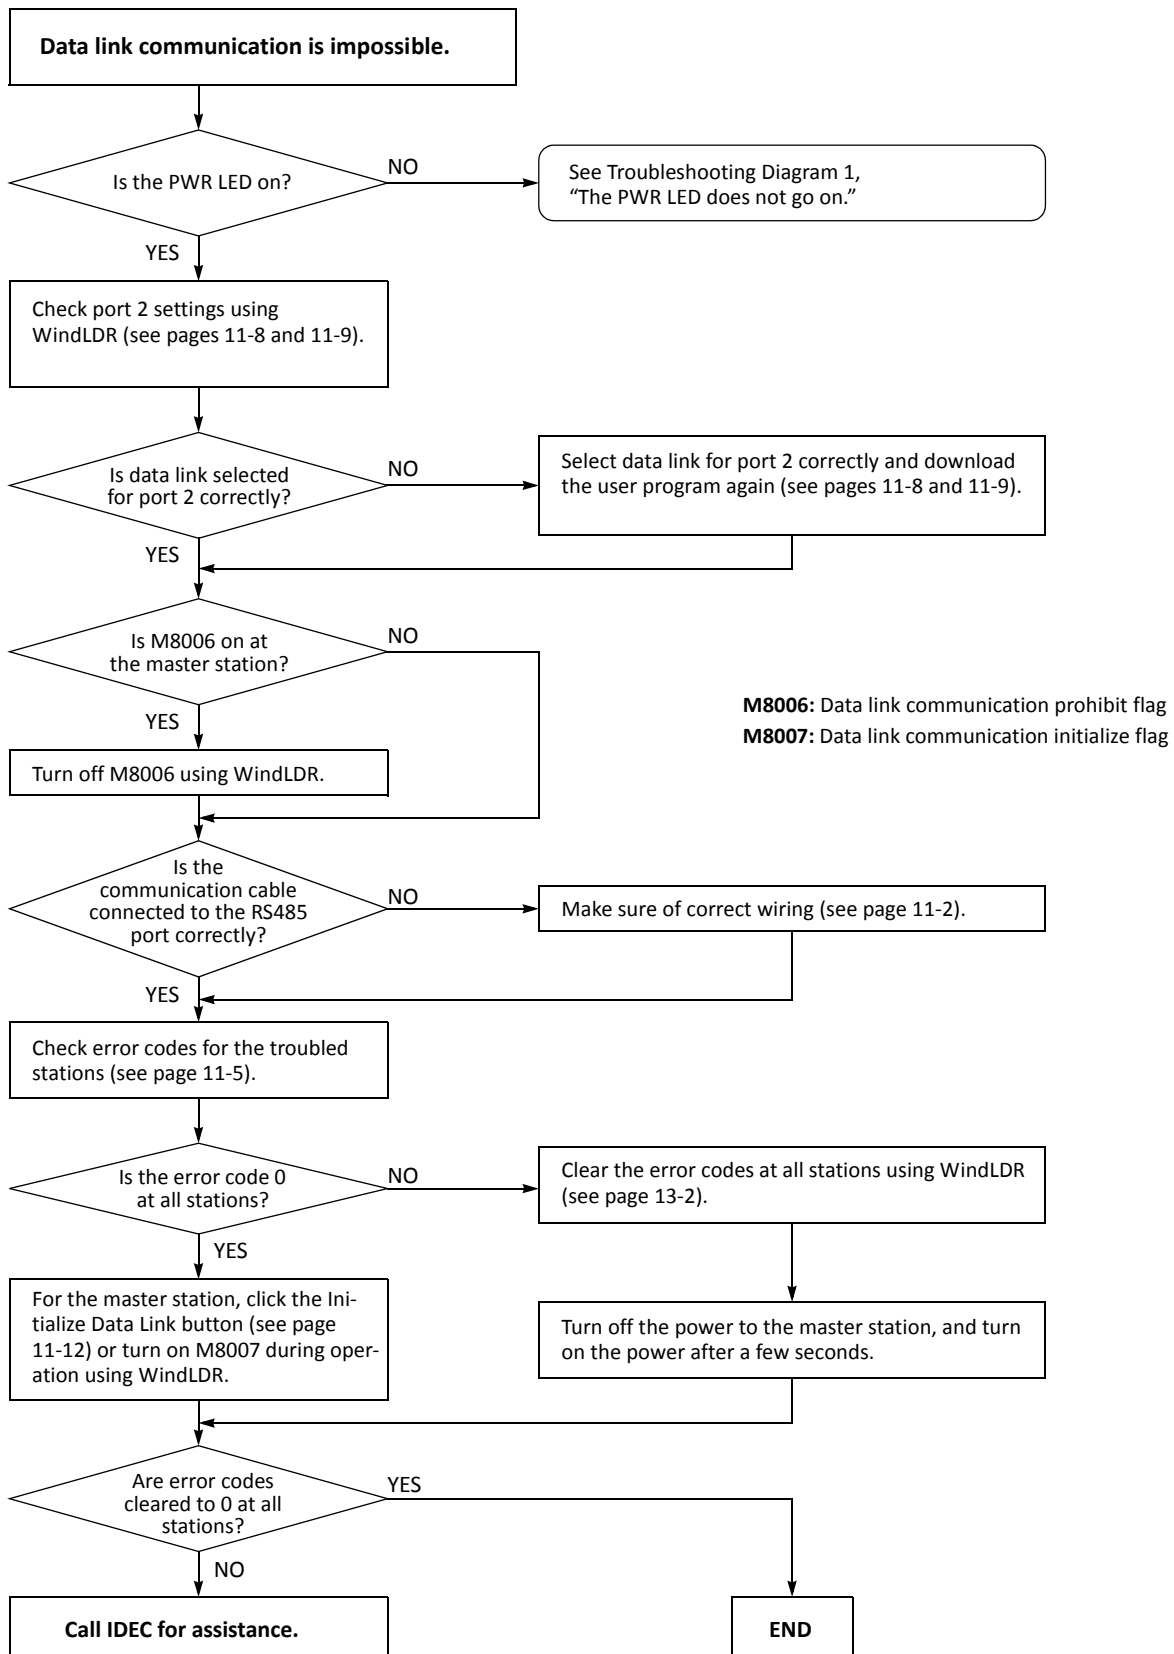 Data link communication is impossible.
Is the PWR LED on?
NO
See Troubleshooting Diagram 1,
“The PWR LED does not go on.”
YES
Check port 2 settings using
WindLDR (see pages 11-8 and 11-9).
Is data link selected
for port 2 correctly?
NO
Select data link for port 2 correctly and download
the user program again (see pages 11-8 and 11-9).
YES
Is M8006 on at
the master station?
NO
M8006: Data link communication prohibit flag
M8007: Data link communication initialize flag
YES
Turn off M8006 using WindLDR.
Is the
communication cable
connected to the RS485
port correctly?
NO
Make sure of correct wiring (see page 11-2).
YES
Check error codes for the troubled
stations (see page 11-5).
Is the error code 0
at all stations?
NO
Clear the error codes at all stations using WindLDR
(see page 13-2).
YES
For the master station, click the Ini-
tialize Data Link button (see page
11-12) or turn on M8007 during oper-
ation using WindLDR.
Turn off the power to the master station, and turn
on the power after a few seconds.
Are error codes
cleared to 0 at all
stations?
YES
NO
Call IDEC for assistance.
END